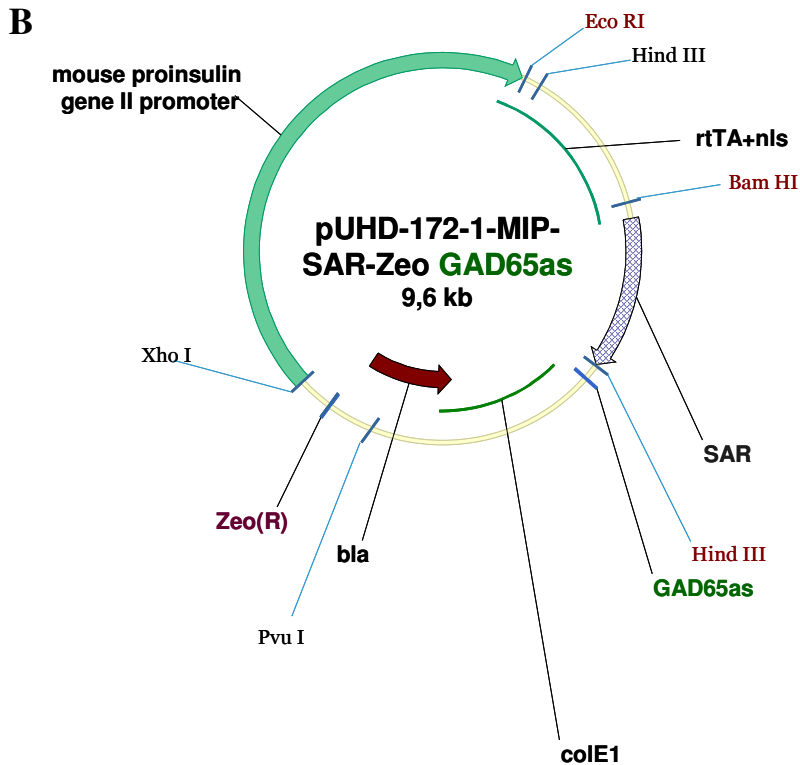 B
Eco RI
Hind III
mouse proinsulin
gene II promoter
rtTA+nls
Bam HI
pUHD-172-1-MIP-
SAR-Zeo GAD65as
9,6 kb
Xho I
SAR
Zeo(R)
bla
Hind III
GAD65as
Pvu I
colE1